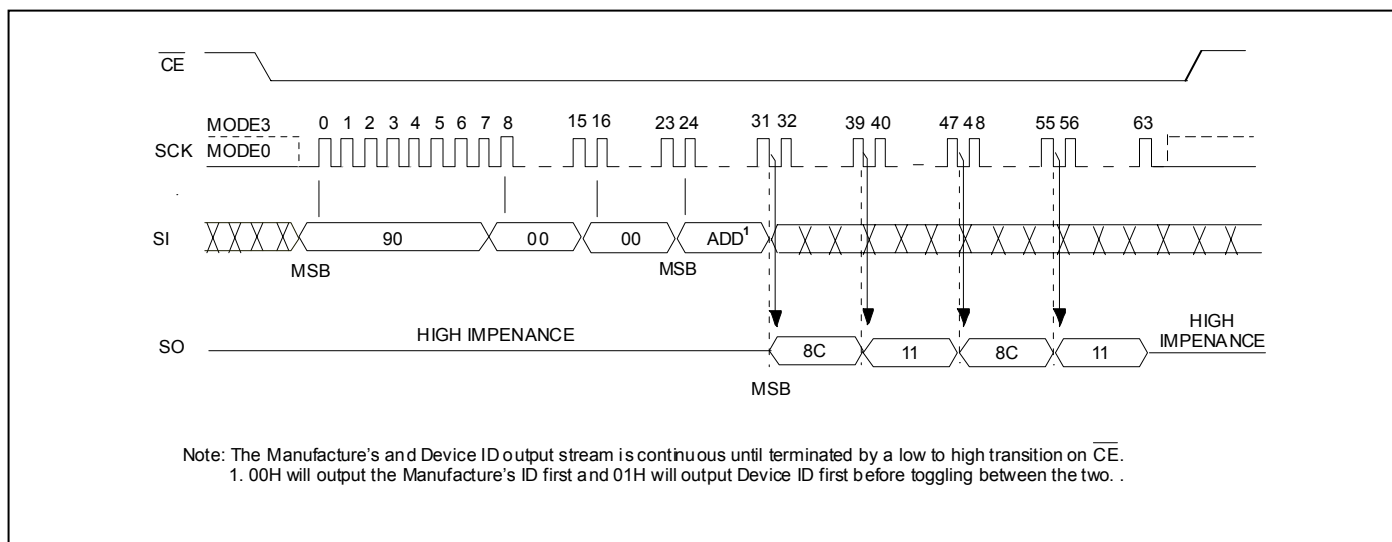 CE
MODE3
SCK
MODE0
0 1 2 3 4 5 6 7 8 15 16 23 24 31 32 39 40 47 48 55 56 63
SI
90 00 00 ADD1
MSB MSB
SO
HIGH IMPENANCE
8C 11 8C 11
HIGH
IMPENANCE
MSB
Note: The Manufacture's and Device ID output stream is continuous until terminated by a low to high transition on CE.
1. 00H will output the Manufacture's ID first and 01H will output Device ID first before toggling between the two. .